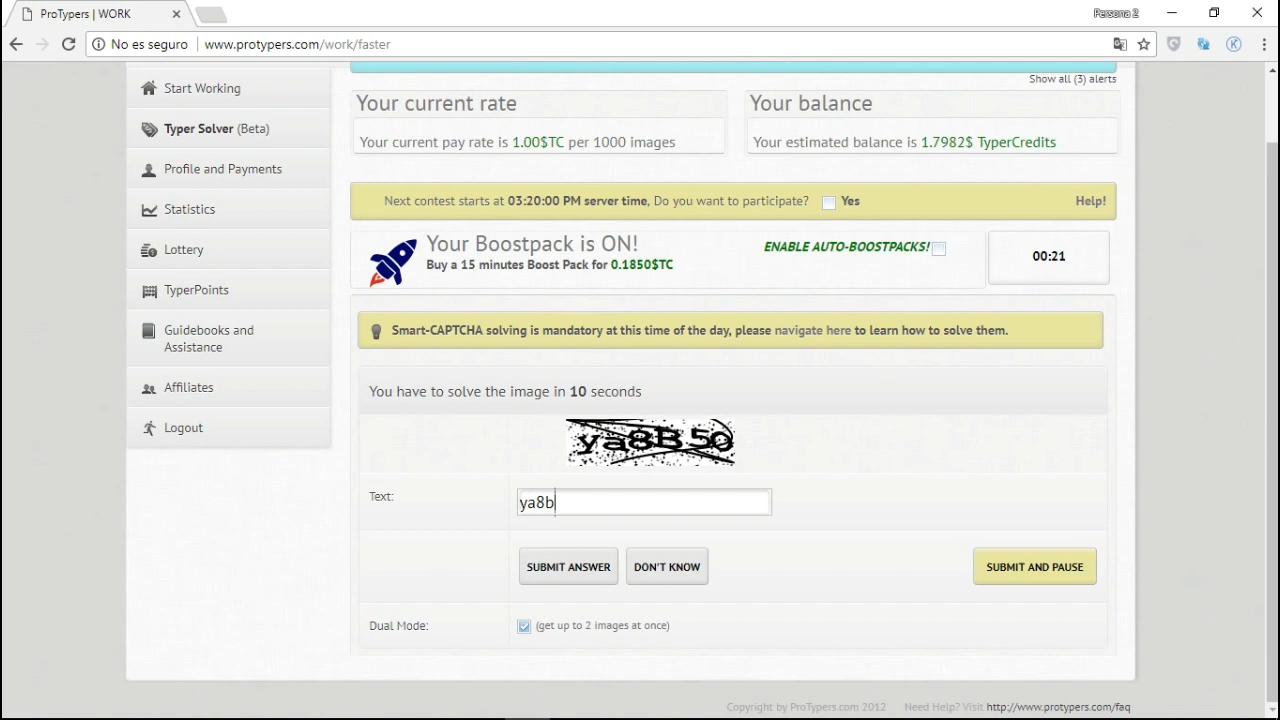 ProTypers | WORK
Persona 2
No es seguro | www.protypers.com/work/faster
Show all (3) alerts
Start Working
Typer Solver (Beta)
Profile and Payments
Statistics
Lottery
TyperPoints
Guidebooks and
Assistance
Affiliates
Logout
Your current rate
Your current pay rate is 1.00$TC per 1000 images
Your balance
Your estimated balance is 1.7982$ TyperCredits
Next contest starts at 03:20:00 PM server time, Do you want to participate? Yes Help!
Your Boostpack is ON!
Buy a 15 minutes Boost Pack for 0.1850$TC
ENABLE AUTO-BOOSTPACKS!
00:21
Smart-CAPTCHA solving is mandatory at this time of the day, please navigate here to learn how to solve them.
You have to solve the image in 10 seconds
ya8B50
Text: ya8b
SUBMIT ANSWER DON'T KNOW SUBMIT AND PAUSE
Dual Mode: (get up to 2 images at once)
Copyright by ProTypers.com 2012 Need Help? Visit http://www.protypers.com/faq